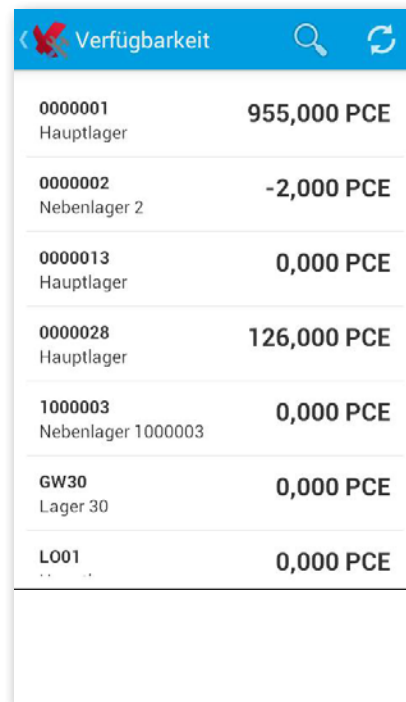 Verfügbarkeit
0000001
955,000 PCE
Hauptlager
0000002
-2,000 PCE
Nebenlager 2
0000013
0,000 PCE
Hauptlager
0000028
126,000 PCE
Hauptlager
1000003
0,000 PCE
Nebenlager 1000003
GW30
0,000 PCE
Lager 30
LO01
0,000 PCE